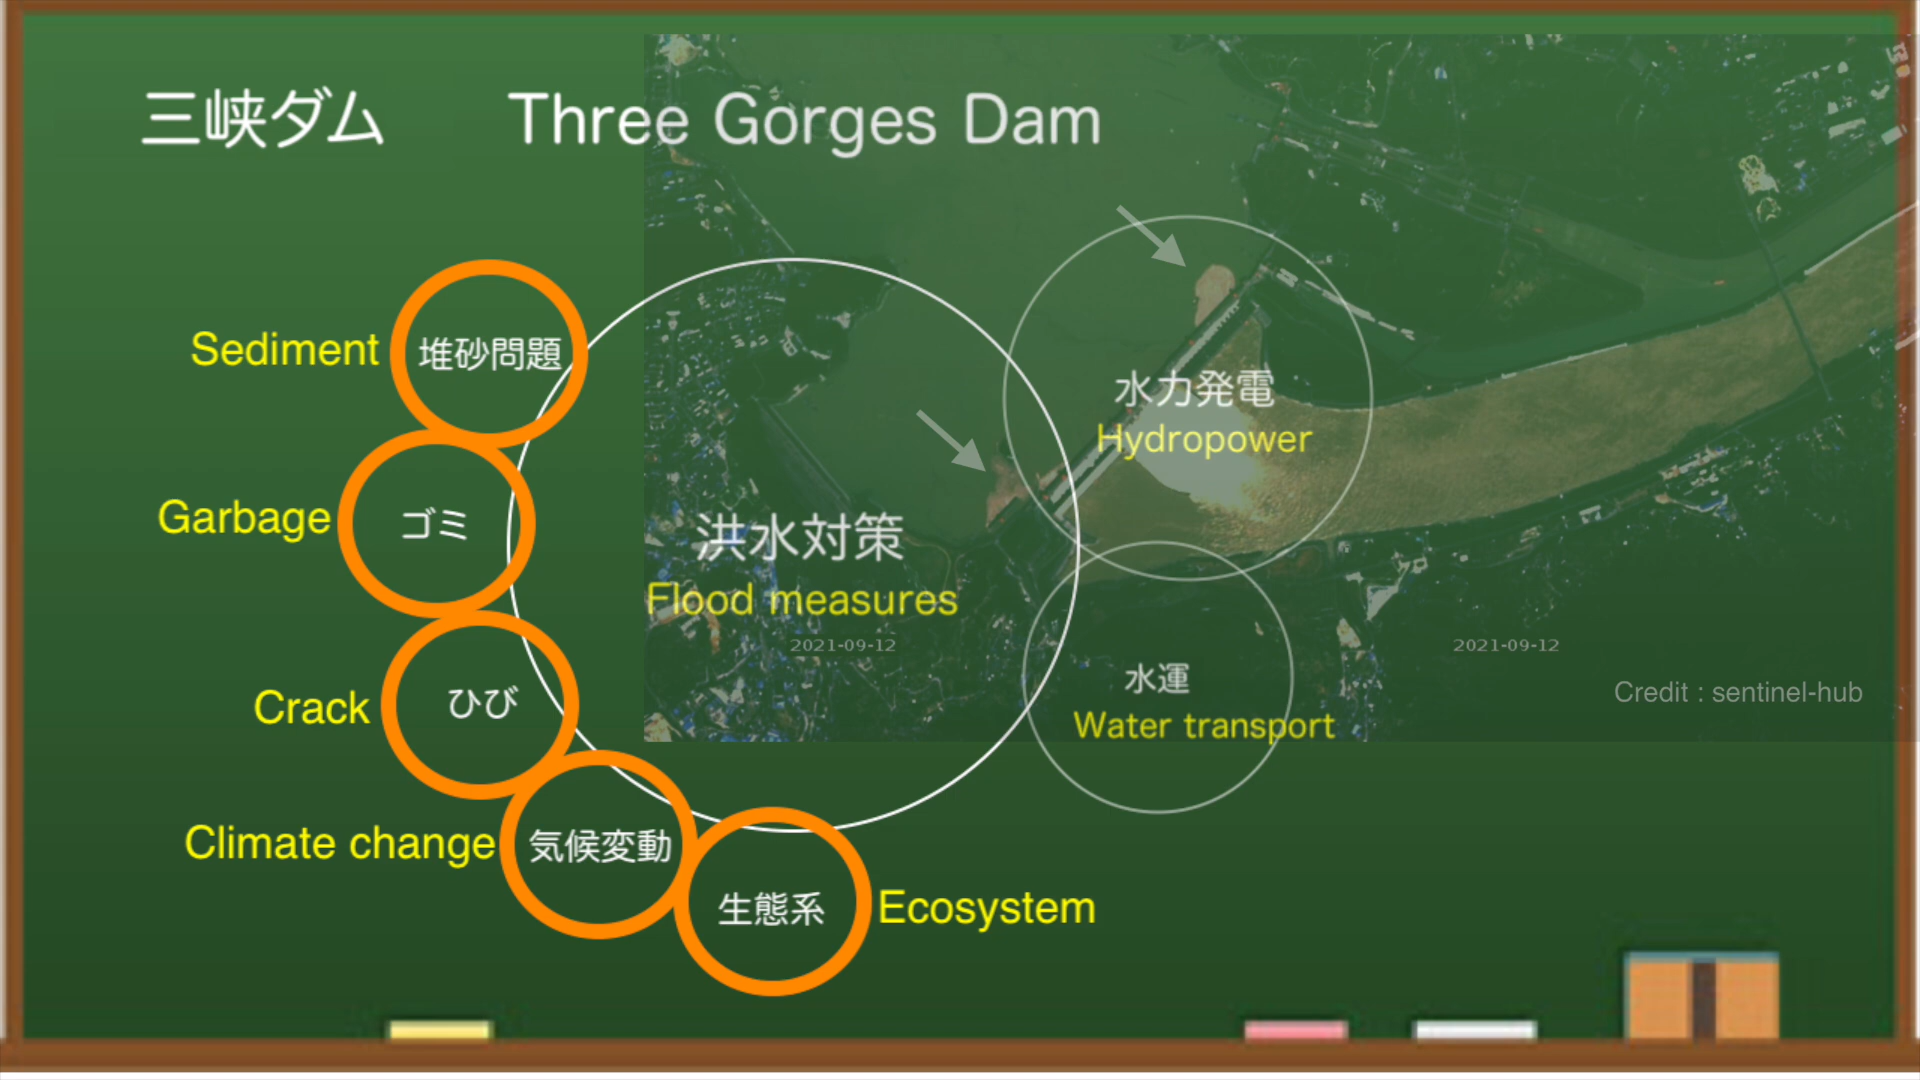 三峡ダム Three Gorges Dam
Sediment 堆砂問題
水力発電
Hydropower
Garbage ゴミ
洪水対策
Flood measures
2021-09-12
2021-09-12
水運
Water transport
Credit : sentinel-hub
Crack ひび
Climate change 気候変動
生態系 Ecosystem